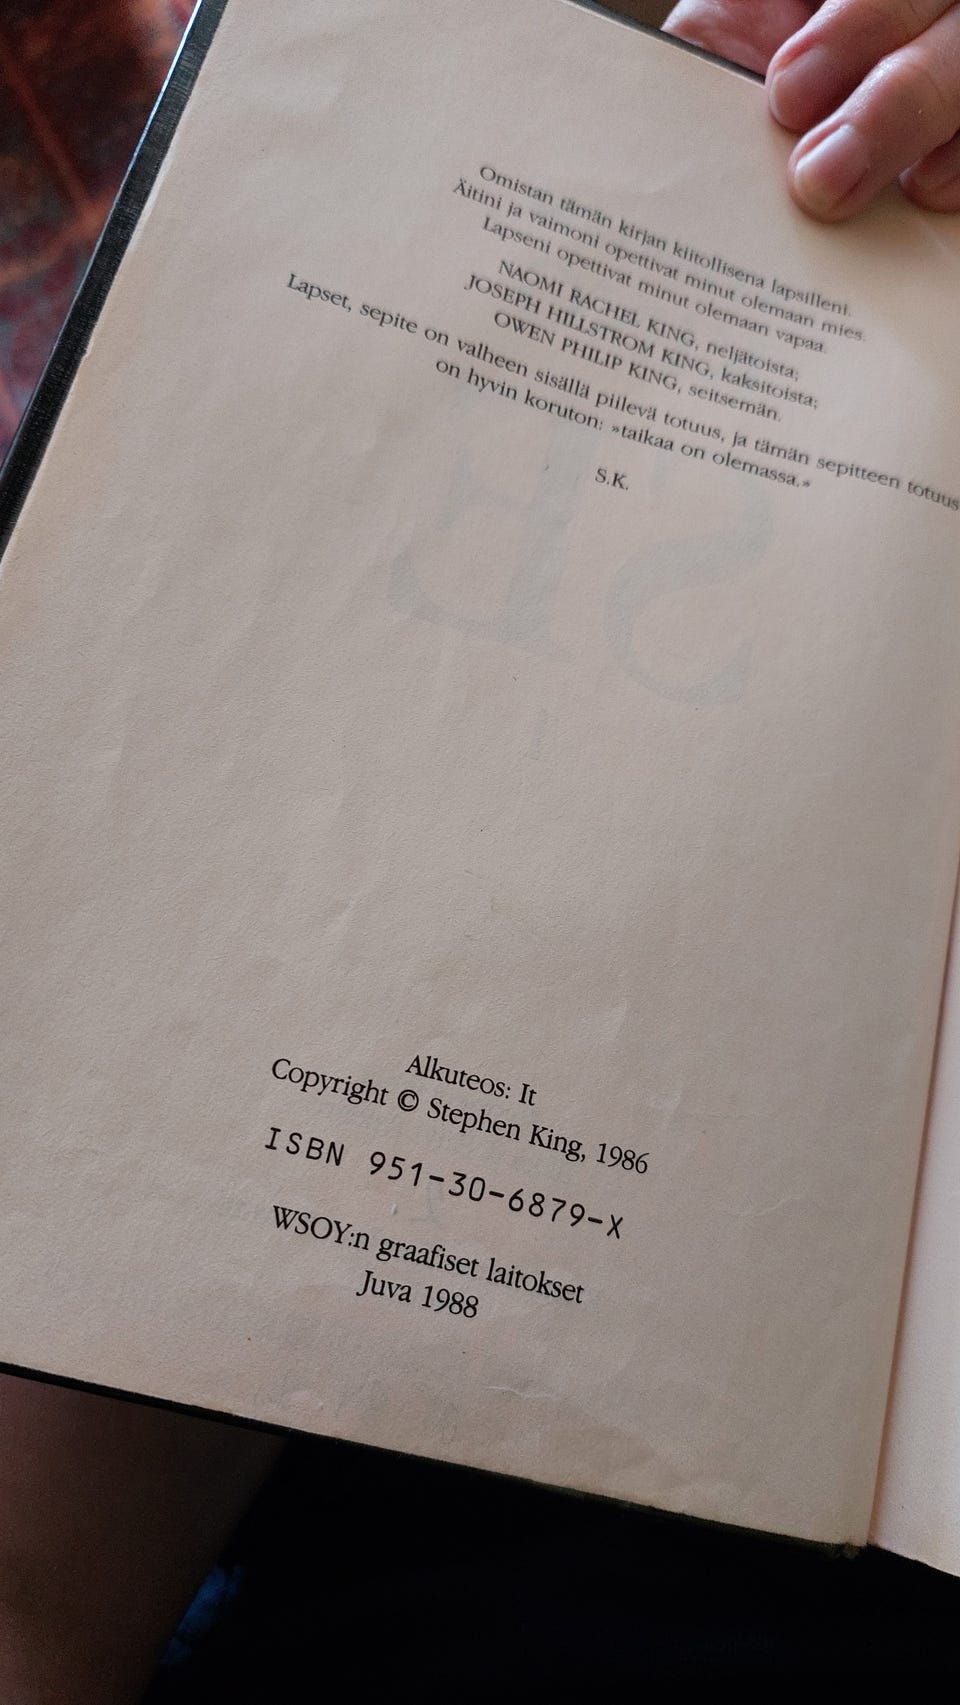 Omistan tämän kirjan kiitollisena lapsilleni.
Äitini ja vaimoni opettivat minut olemaan mies.
Lapseni opettivat minut olemaan vapaa.
NAOMI RACHEL KING, neljätoista;
JOSEPH HILLSTROM KING, kaksitoista;
OWEN PHILIP KING, seitsemän.
Lapset, sepite on valheen sisällä piilevä totuus, ja tämän sepitteen totuus
on hyvin koruton: »taikaa on olemassa.»
S.K.
Alkuteos: It
Copyright © Stephen King, 1986
ISBN 951-30-6879-X
WSOY:n graafiset laitokset
Juva 1988